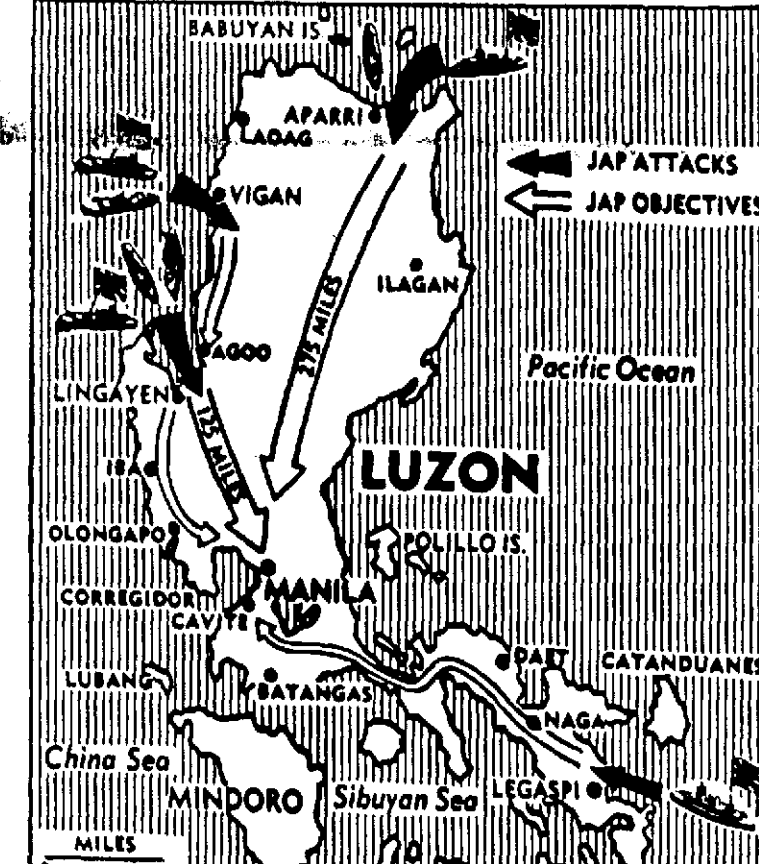 BABUYAN IS.
APARRI
LAOAG
JAP ATTACKS
VIGAN
JAP OBJECTIVES
ILAGAN
275 MILES
AGOO
Pacific Ocean
LINGAYEN
125 MILES
LUZON
IBA
OLONGAPO
POLILLO IS.
MANILA
CORREGIDOR
CAVITE
DAET
CATANDUANES
LUBANG
BATANGAS
NAGA
China Sea
MINDORO
Sibuyan Sea
LEGASPI
MILES